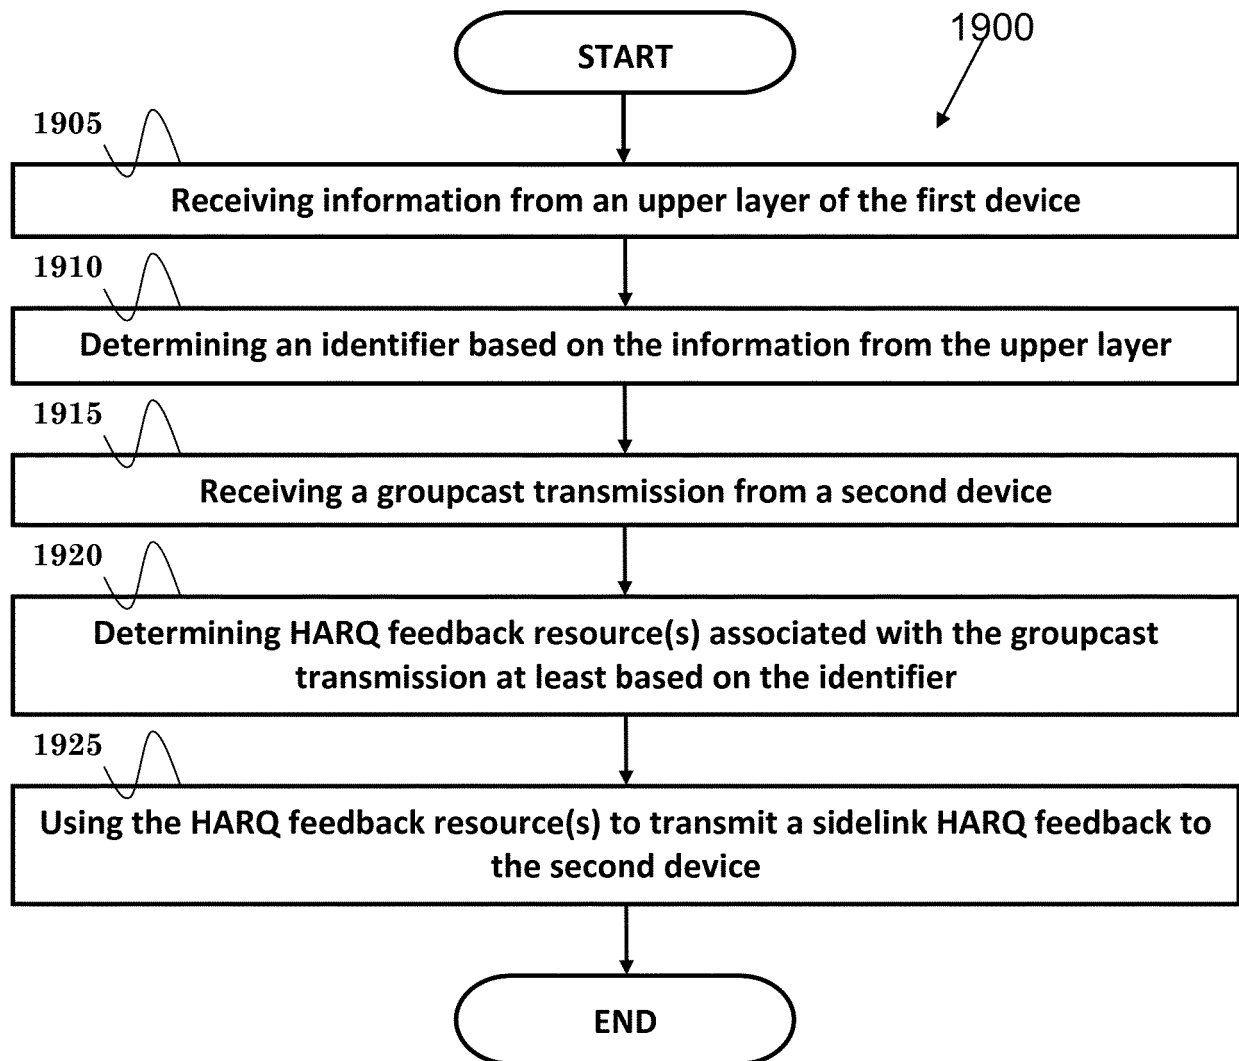 START
1900
1905
Receiving information from an upper layer of the first device
1910
Determining an identifier based on the information from the upper layer
1915
Receiving a groupcast transmission from a second device
1920
Determining HARQ feedback resource(s) associated with the groupcast
transmission at least based on the identifier
1925
Using the HARQ feedback resource(s) to transmit a sidelink HARQ feedback to
the second device
END